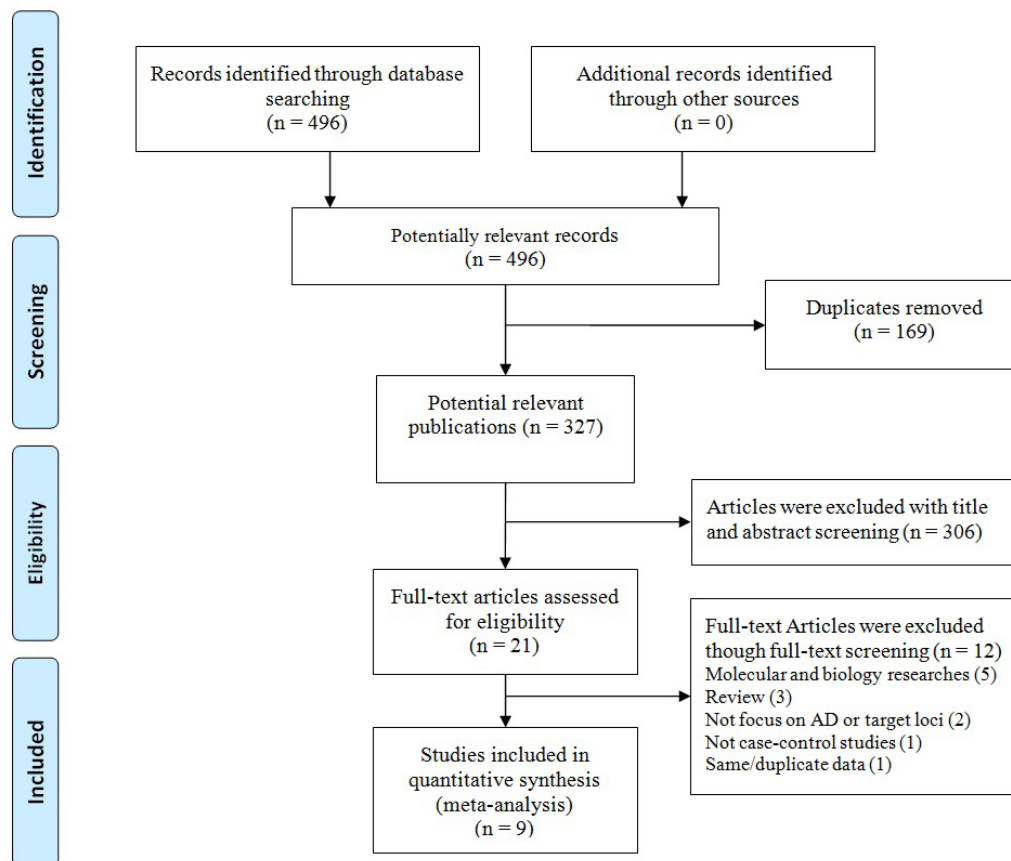 Identification
Records identified through database
searching
(n = 496)
Additional records identified
through other sources
(n = 0)
Potentially relevant records
(n = 496)
Screening
Duplicates removed
(n = 169)
Potential relevant
publications (n = 327)
Eligibility
Articles were excluded with title
and abstract screening (n = 306)
Full-text articles assessed
for eligibility
(n = 21)
Full-text Articles were excluded
though full-text screening (n = 12)
Molecular and biology researches (5)
Review (3)
Not focus on AD or target loci (2)
Not case-control studies (1)
Same/duplicate data (1)
Included
Studies included in
quantitative synthesis
(meta-analysis)
(n = 9)